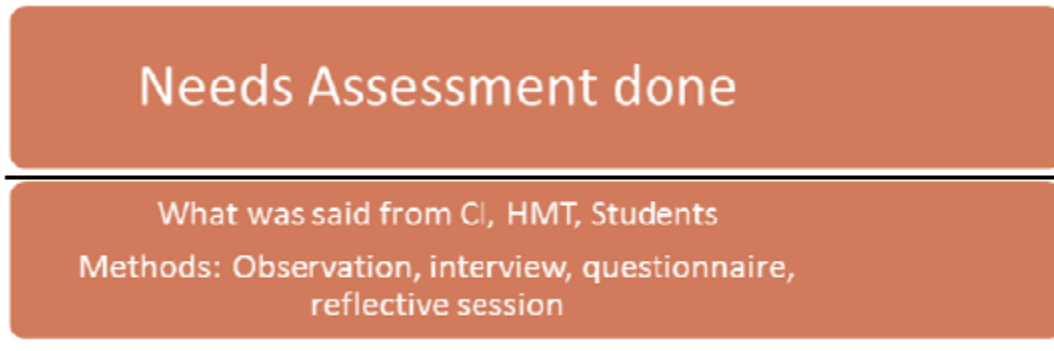 Needs Assessment done
What was said from CI, HMT, Students
Methods: Observation, interview, questionnaire,
reflective session